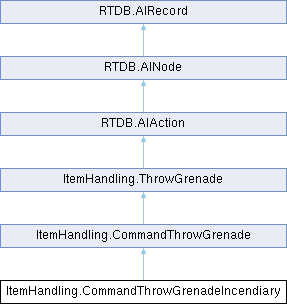 RTDB.AIRecord
RTDB.AINode
RTDB.AIAction
ItemHandling.ThrowGrenade
ItemHandling.CommandThrowGrenade
ItemHandling.CommandThrowGrenadeIncendiary